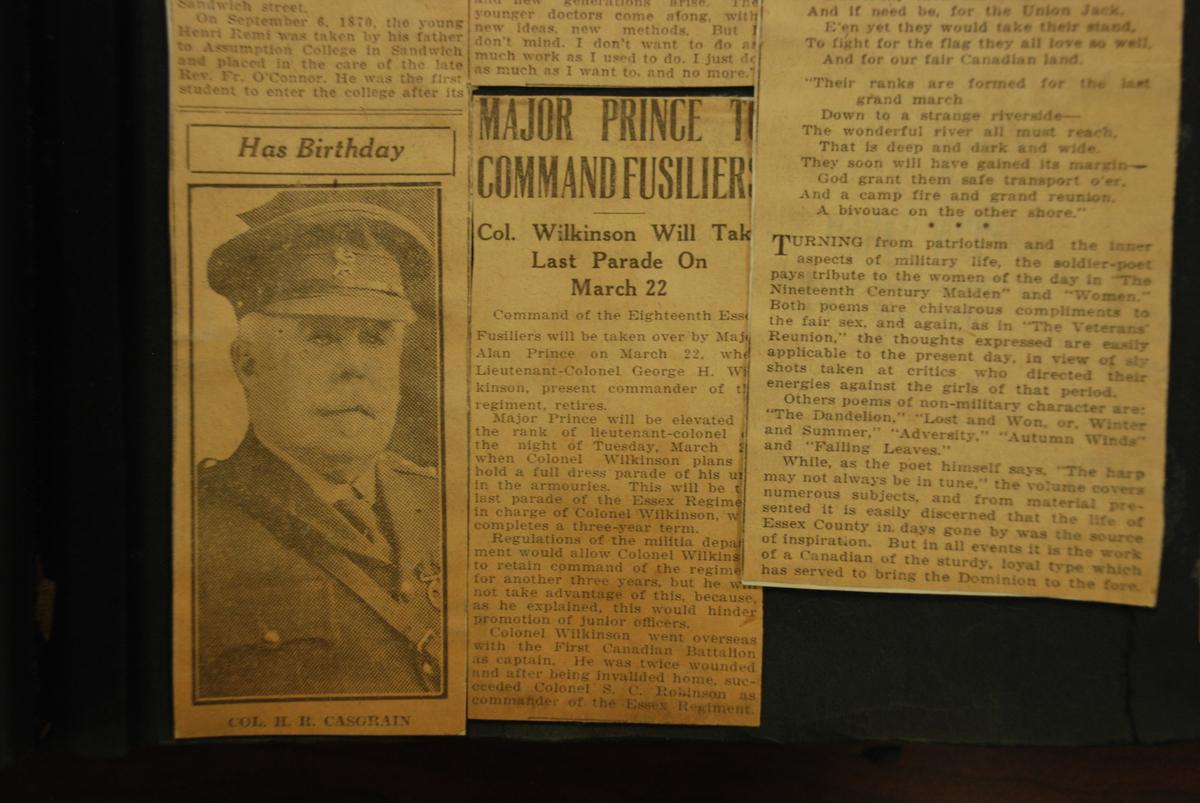 Sandwich street.
On September 6, 1870, the young
Henri Remi was taken by his father
to Assumption College in Sandwich
and placed in the care of the late
Rev. Fr. O'Connor. He was the first
student to enter the college after its
Has Birthday
COL. H. R. CASGRAIN
and new generations arise. The
younger doctors come along, with
new ideas, new methods. But I
don't mind. I don't want to do
much work as I used to do. I just
as much as I want to, and no more."
MAJOR PRINCE
COMMAND FUSILIERS
Col. Wilkinson Will Tak
Last Parade On
March 22
Command of the Eighteenth Ess
Fusiliers will be taken over by Maj
Alan Prince on March 22, wh
Lieutenant-Colonel George H. W
kinson, present commander of t
regiment, retires.
Major Prince will be elevated
the rank of lieutenant-colonel
the night of Tuesday, March
when Colonel Wilkinson plans
hold a full dress parade of his u
in the armouries. This will be t
last parade of the Essex Regime
in charge of Colonel Wilkinson, w
completes a three-year term.
Regulations of the militia depar
ment would allow Colonel Wilkins
to retain command of the regime
for another three years, but he w
not take advantage of this, because,
as he explained, this would hinder
promotion of junior officers.
Colonel Wilkinson went overseas
with the First Canadian Battalion
as captain. He was twice wounded
and after being invalided home, suc-
ceeded Colonel S. C. Robinson as
commander of the Essex Regiment.
And if need be, for the Union Jack,
E'en yet they would take their stand,
To fight for the flag they all love so well,
And for our fair Canadian land.
"Their ranks are formed for the last
grand march
Down to a strange riverside—
The wonderful river all must reach,
That is deep and dark and wide.
They soon will have gained its margin—
God grant them safe transport o'er,
And a camp fire and grand reunion,
A bivouac on the other shore."
* * *
TURNING from patriotism and the inner
aspects of military life, the soldier-poet
pays tribute to the women of the day in "The
Nineteenth Century Maiden" and "Women."
Both poems are chivalrous compliments to
the fair sex, and again, as in "The Veterans'
Reunion," the thoughts expressed are easily
applicable to the present day, in view of sly
shots taken at critics who directed their
energies against the girls of that period.
Others poems of non-military character are:
"The Dandelion," "Lost and Won, or, Winter
and Summer," "Adversity," "Autumn Winds"
and "Falling Leaves."
While, as the poet himself says, "The harp
may not always be in tune," the volume covers
numerous subjects, and from material pre-
sented it is easily discerned that the life of
Essex County in days gone by was the source
of inspiration. But in all events it is the work
of a Canadian of the sturdy, loyal type which
has served to bring the Dominion to the fore.